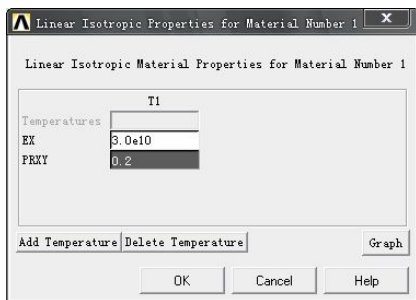 Linear Isotropic Properties for Material Number 1
X
Linear Isotropic Material Properties for Material Number 1
T1
Temperatures
EX 3.0e10
PRXY 0.2
Add Temperature Delete Temperature Graph
OK Cancel Help